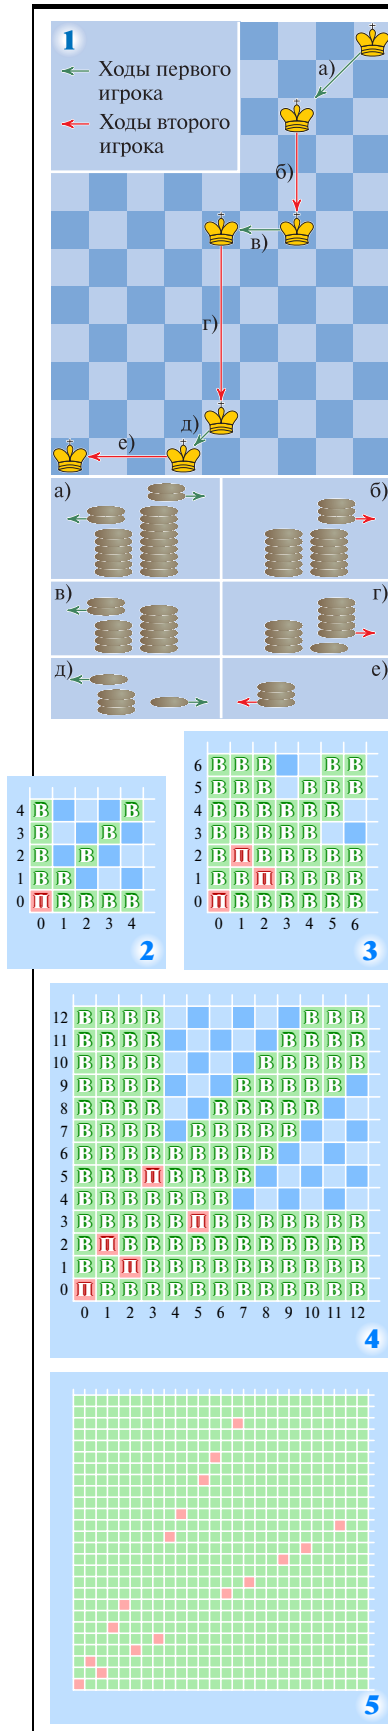 1
Ходы первого
игрока
Ходы второго
игрока
а)
б)
в)
г)
д)
е)
а) б)
в) г)
д) е)
4 В В
3 В В
2 В В
1 В В
0 П В В В В
0 1 2 3 4
2
6 В В В В В
5 В В В В В В
4 В В В В В В
3 В В В В В
2 В П В В В В В
1 В В П В В В В
0 П В В В В В В
0 1 2 3 4 5 6
3
12 В В В В В В В
11 В В В В В В В В
10 В В В В В В В В В
9 В В В В В В В В В
8 В В В В В В В В В
7 В В В В В В В В В
6 В В В В В В В В В
5 В В В П В В В В
4 В В В В В В В
3 В В В В В П В В В В В В В
2 В П В В В В В В В В В В В
1 В В П В В В В В В В В В В
0 П В В В В В В В В В В В В
0 1 2 3 4 5 6 7 8 9 10 11 12
4
5